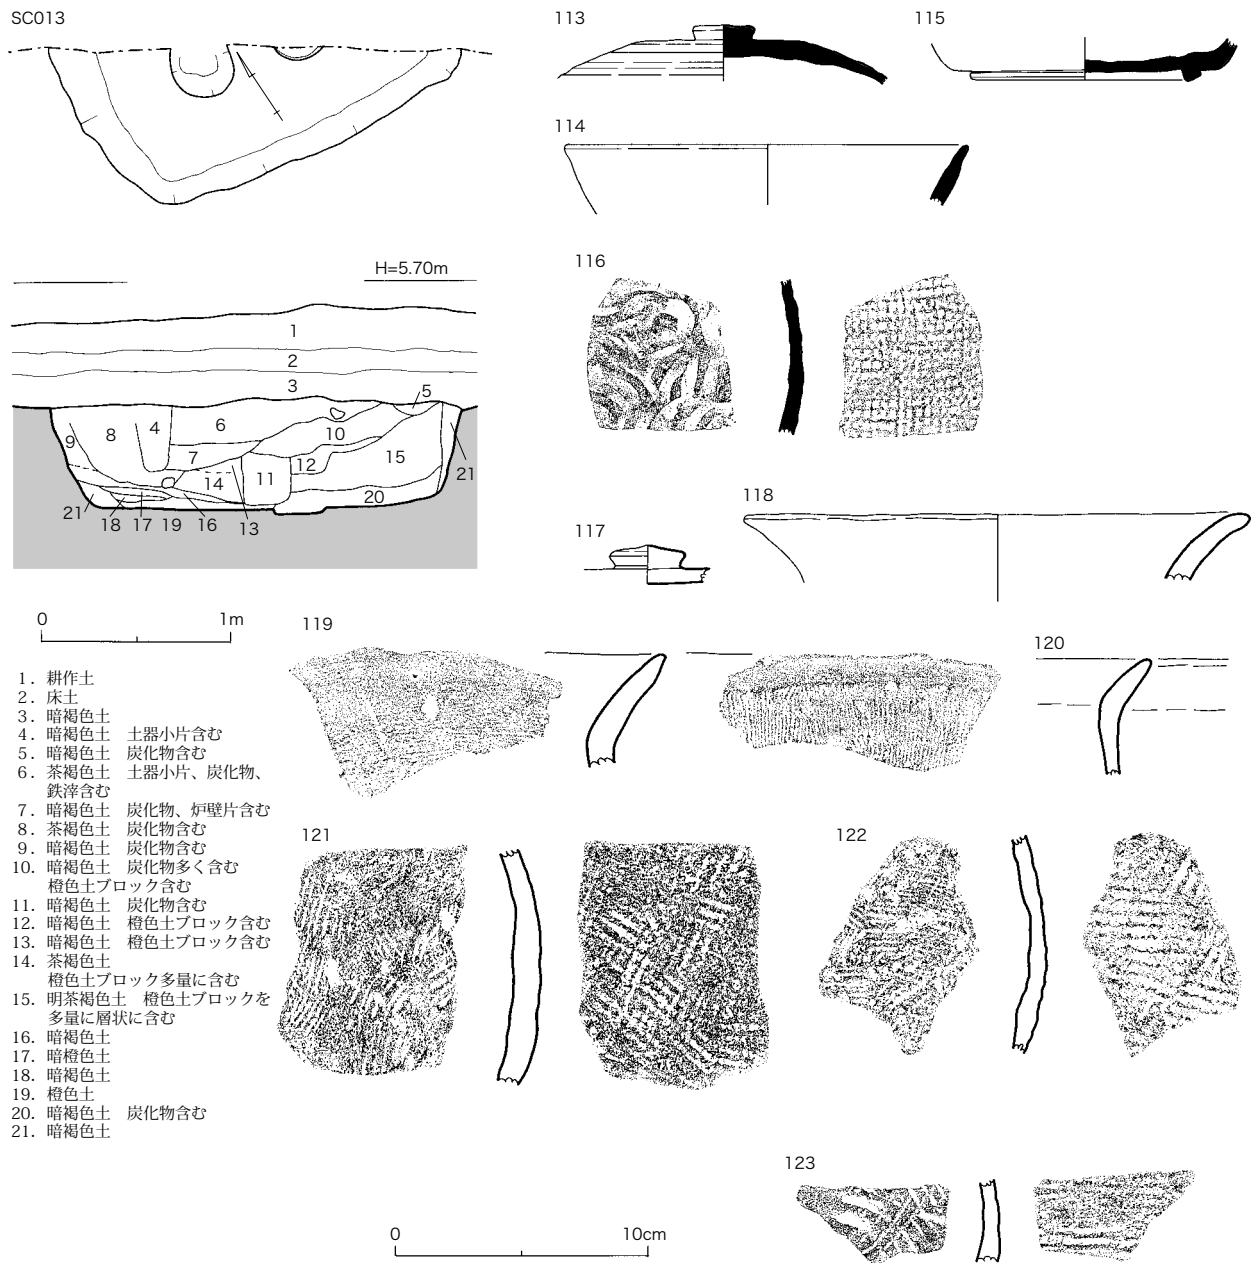 SC013
113
115
114
116
H=5.70m
1
2
3
5
4
6
8
10
9
7
12
15
14
11
21
20
21
18
17
19
16
13
117
118
0
1m
119
120
1. 耕作土
2. 床土
3. 暗褐色土
4. 暗褐色土　土器小片含む
5. 暗褐色土　炭化物含む
6. 茶褐色土　土器小片、炭化物、
鉄滓含む
7. 暗褐色土　炭化物、炉壁片含む
8. 茶褐色土　炭化物含む
9. 暗褐色土　炭化物含む
10. 暗褐色土　炭化物多く含む
橙色土ブロック含む
11. 暗褐色土　炭化物含む
12. 暗褐色土　橙色土ブロック含む
13. 暗褐色土　橙色土ブロック含む
14. 茶褐色土
橙色土ブロック多量に含む
15. 明茶褐色土　橙色土ブロックを
多量に層状に含む
16. 暗褐色土
17. 暗橙色土
18. 暗褐色土
19. 橙色土
20. 暗褐色土　炭化物含む
21. 暗褐色土
121
122
123
0
10cm